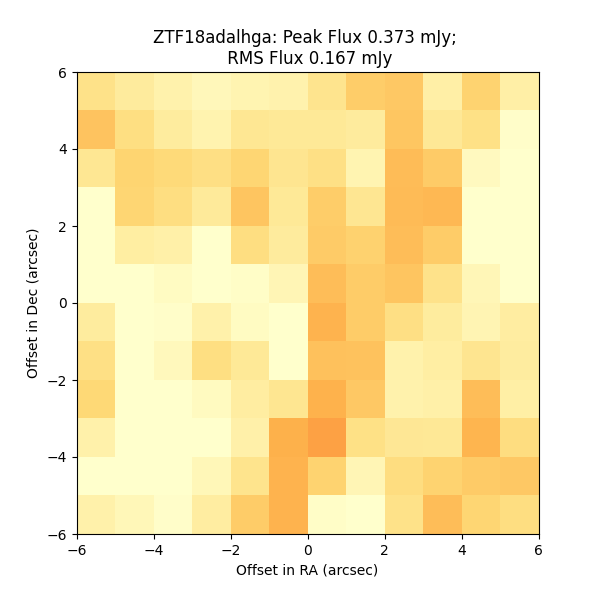 ZTF18adalhga: Peak Flux 0.373 mJy;
RMS Flux 0.167 mJy
6
4
2
0
−2
−4
−6
Offset in Dec (arcsec)
−6 −4 −2 0 2 4 6
Offset in RA (arcsec)